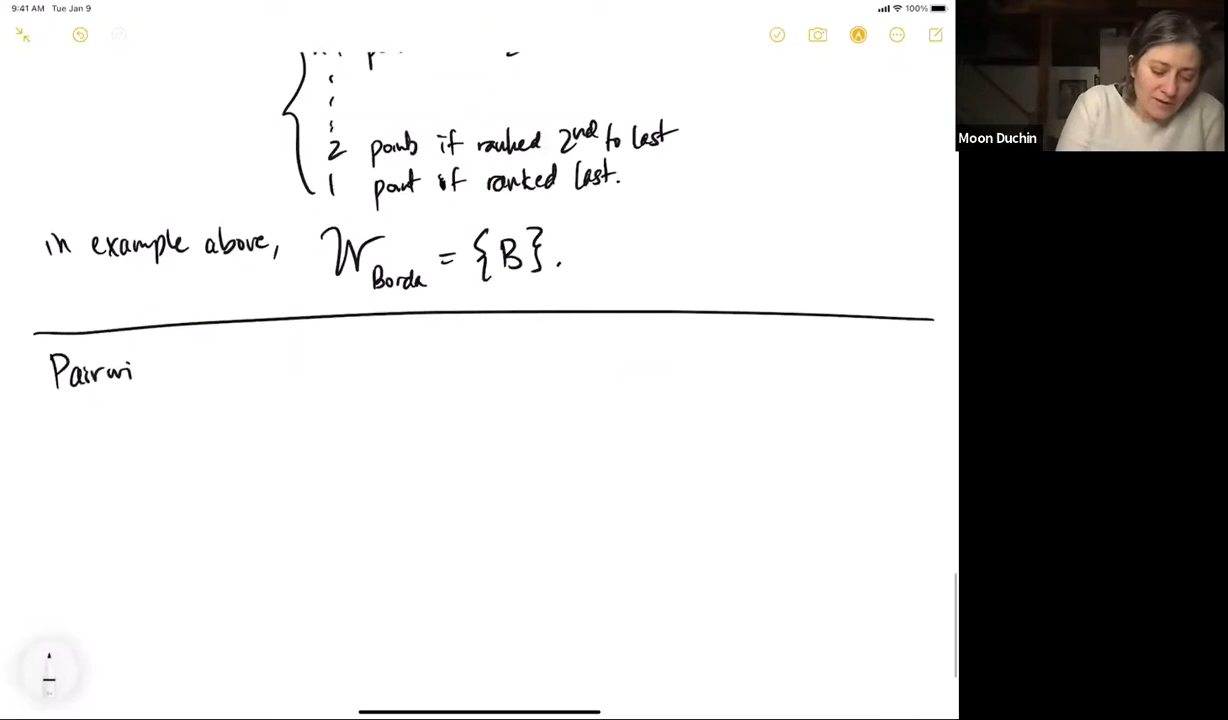 9:41 AM Tue Jan 9
100%
2 points if ranked 2nd to last
1 point if ranked last.
in example above, W Borda = {B}.
Pairwi
Moon Duchin